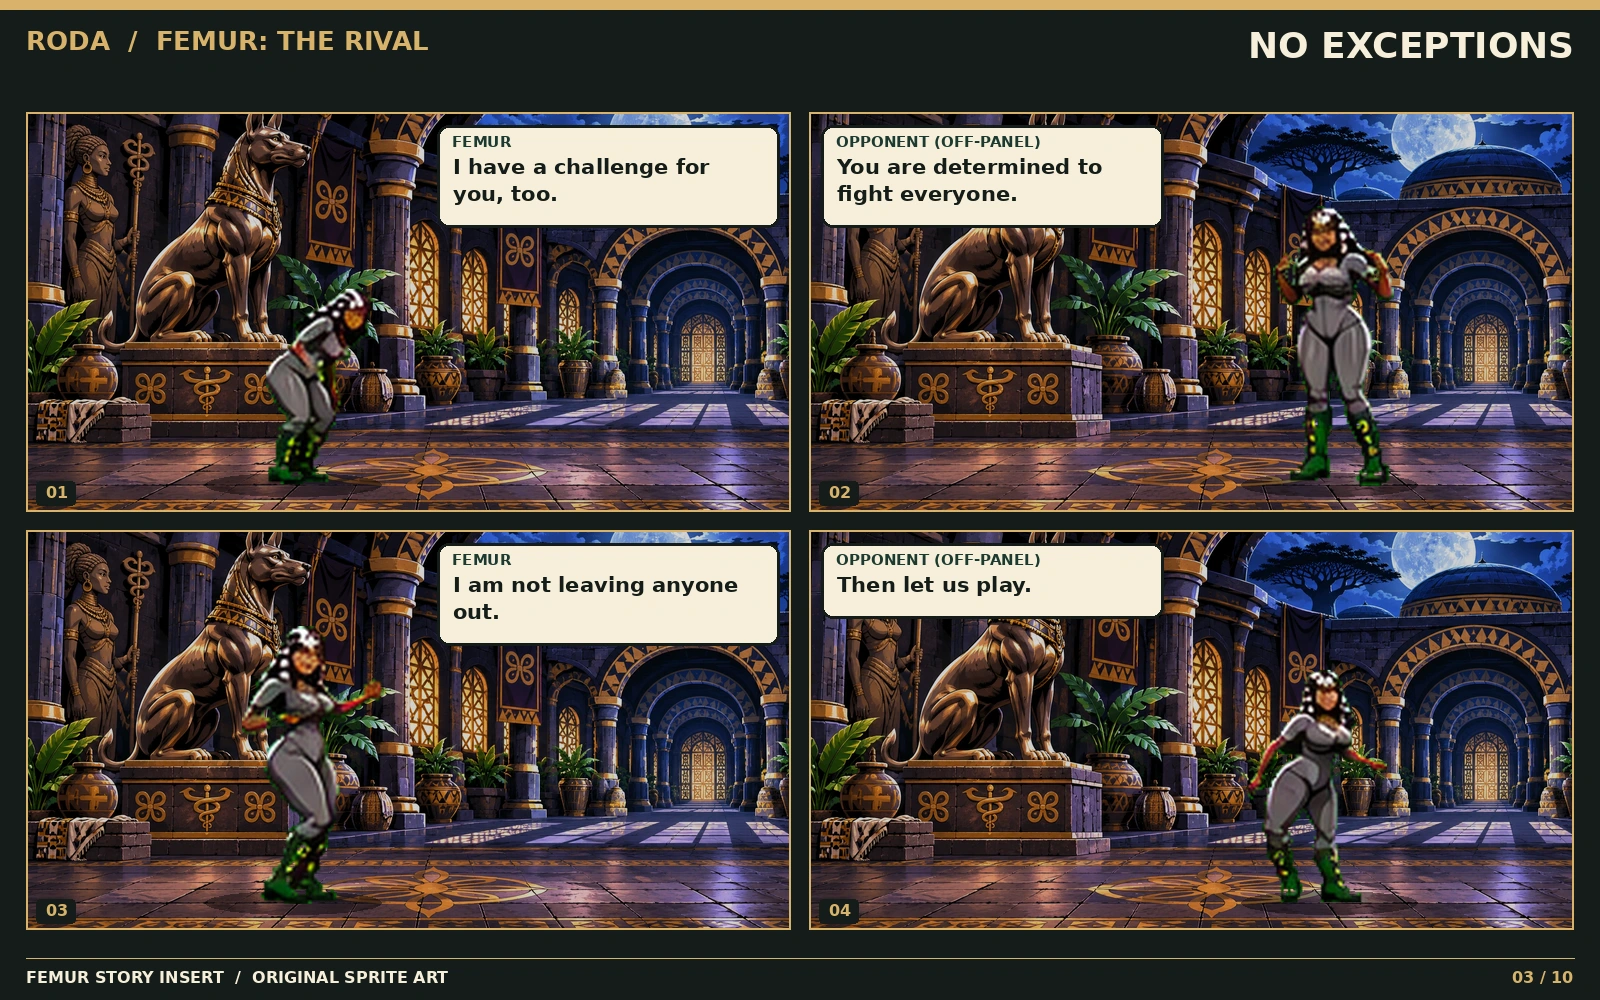 RODA / FEMUR: THE RIVAL
NO EXCEPTIONS
FEMUR
I have a challenge for
you, too.
01
OPPONENT (OFF-PANEL)
You are determined to
fight everyone.
02
FEMUR
I am not leaving anyone
out.
03
OPPONENT (OFF-PANEL)
Then let us play.
04
FEMUR STORY INSERT / ORIGINAL SPRITE ART
03 / 10